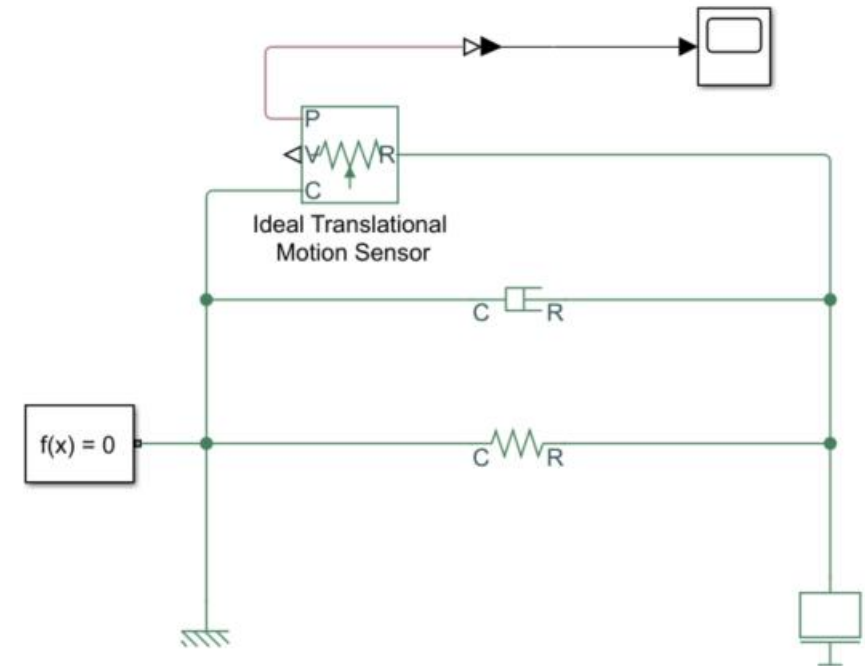 P
V
R
C
Ideal Translational
Motion Sensor
C
R
f(x) = 0
C
R